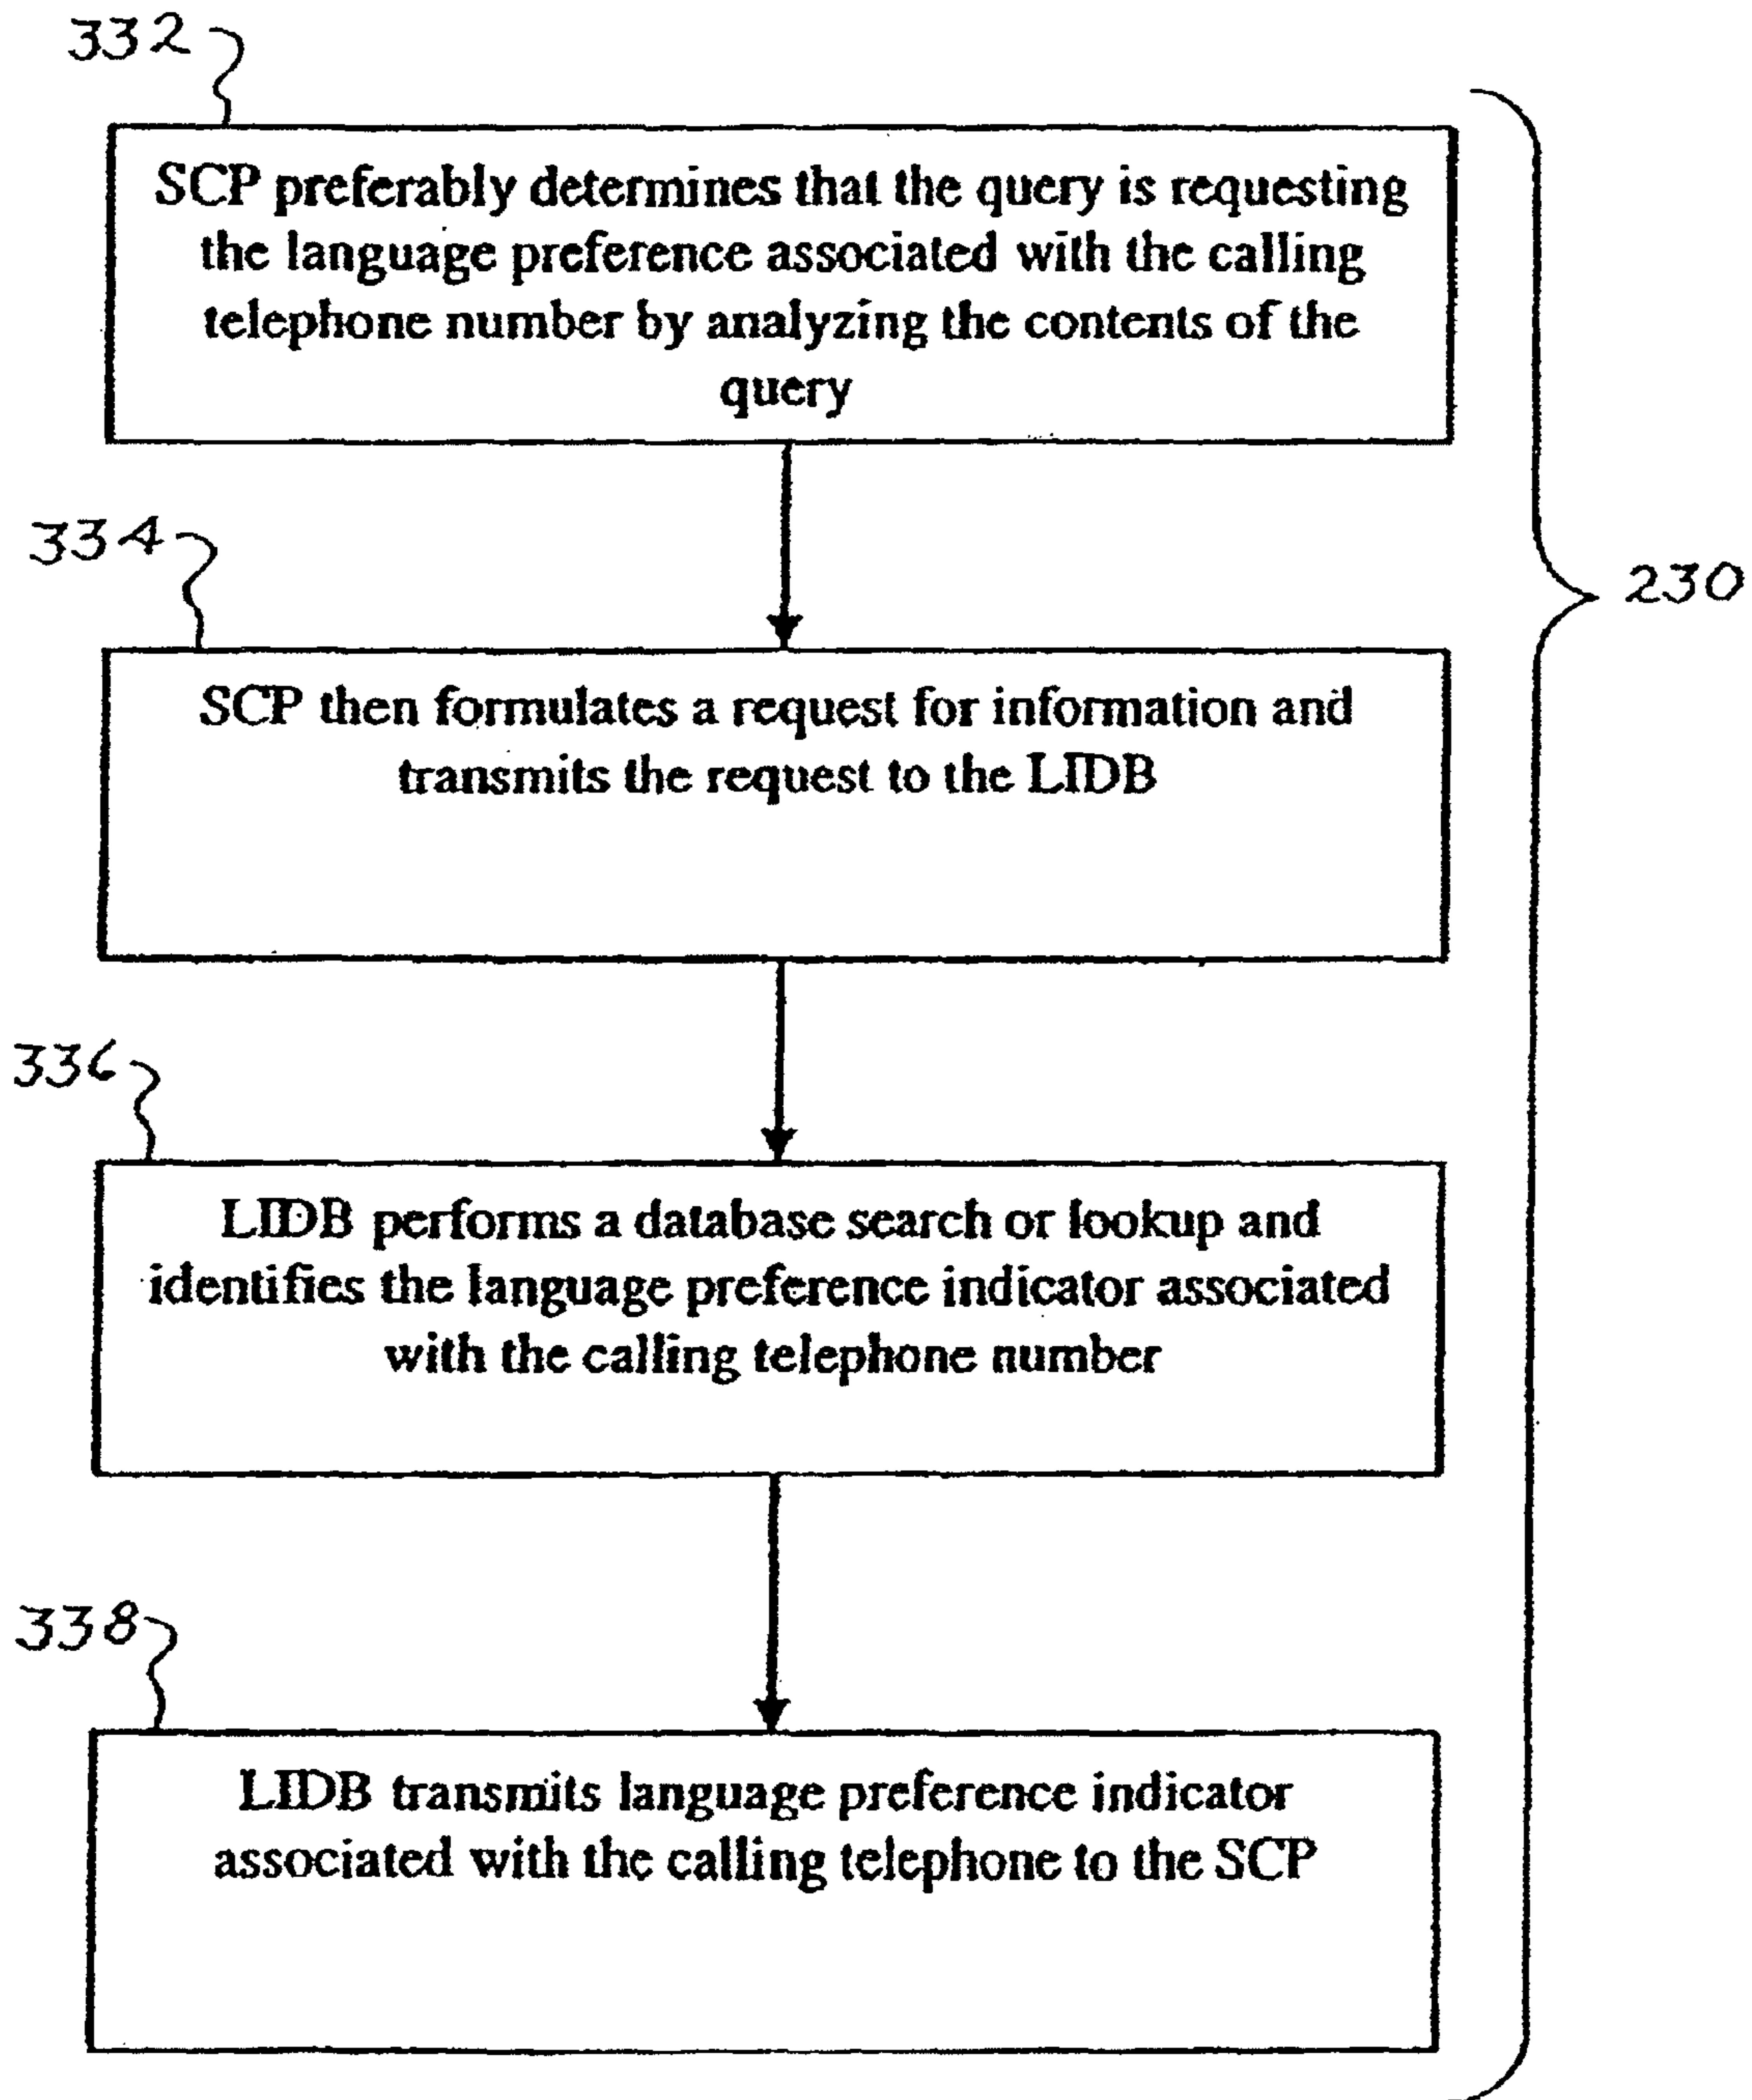 332
SCP preferably determines that the query is requesting
the language preference associated with the calling
telephone number by analyzing the contents of the
query
334
230
SCP then formulates a request for information and
transmits the request to the LIDB
336
LIDB performs a database search or lookup and
identifies the language preference indicator associated
with the calling telephone number
338
LIDB transmits language preference indicator
associated with the calling telephone to the SCP